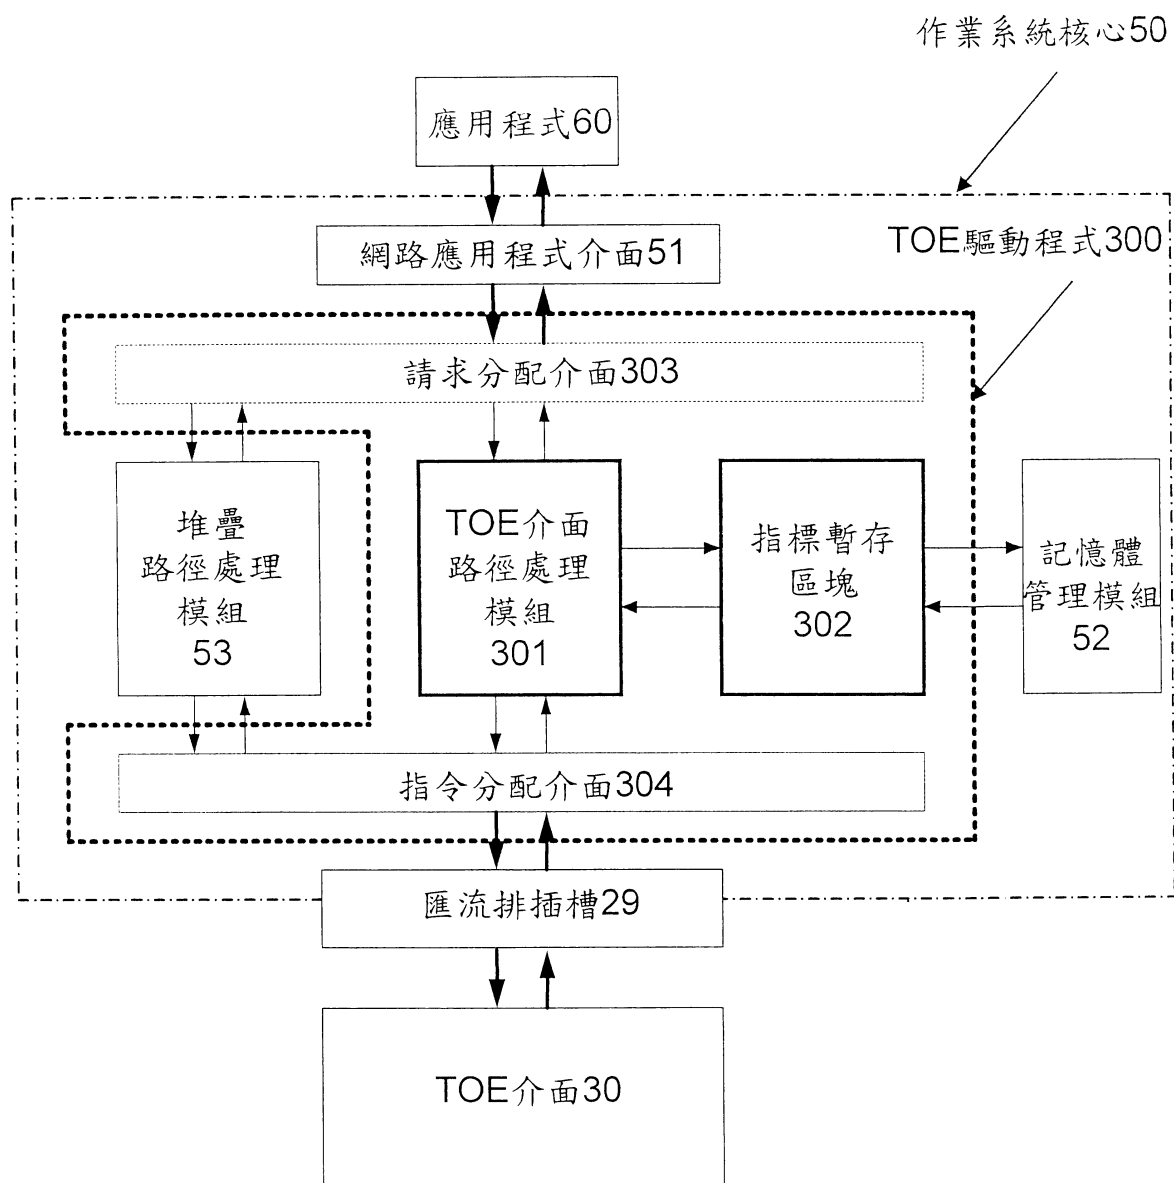 作業系統核心50
應用程式60
TOE驅動程式300
網路應用程式介面51
請求分配介面303
堆疊
路徑處理
模組
53
TOE介面
路徑處理
模組
301
指標暫存
區塊
302
記憶體
管理模組
52
指令分配介面304
匯流排插槽29
TOE介面30